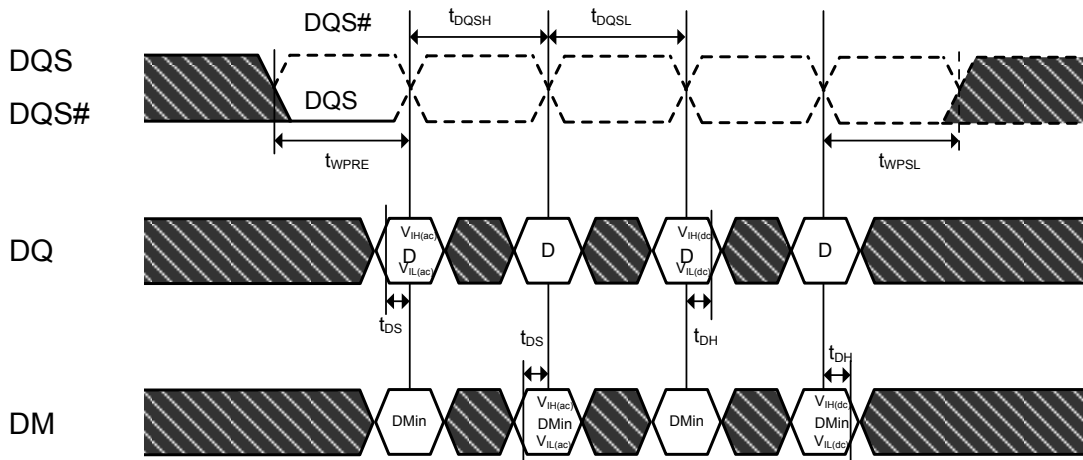 DQS# tDQSH tDQSL
DQS
DQS#
DQS
tWPRE tWPSL
DQ
VIH(ac) D VIL(ac)
D
VIH(dc) D VIL(dc)
D
tDS tDS tDH tDH
DM
DMin
VIH(ac) DMin VIL(ac)
DMin
VIH(dc) DMin VIL(dc)